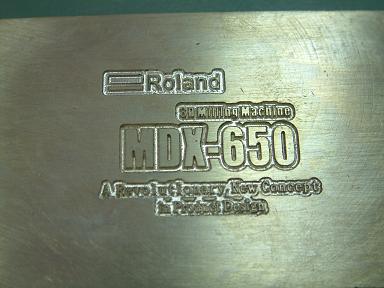 Roland
3D Milling Machine
MDX-650
A Revolutionary New Concept
in Product Design